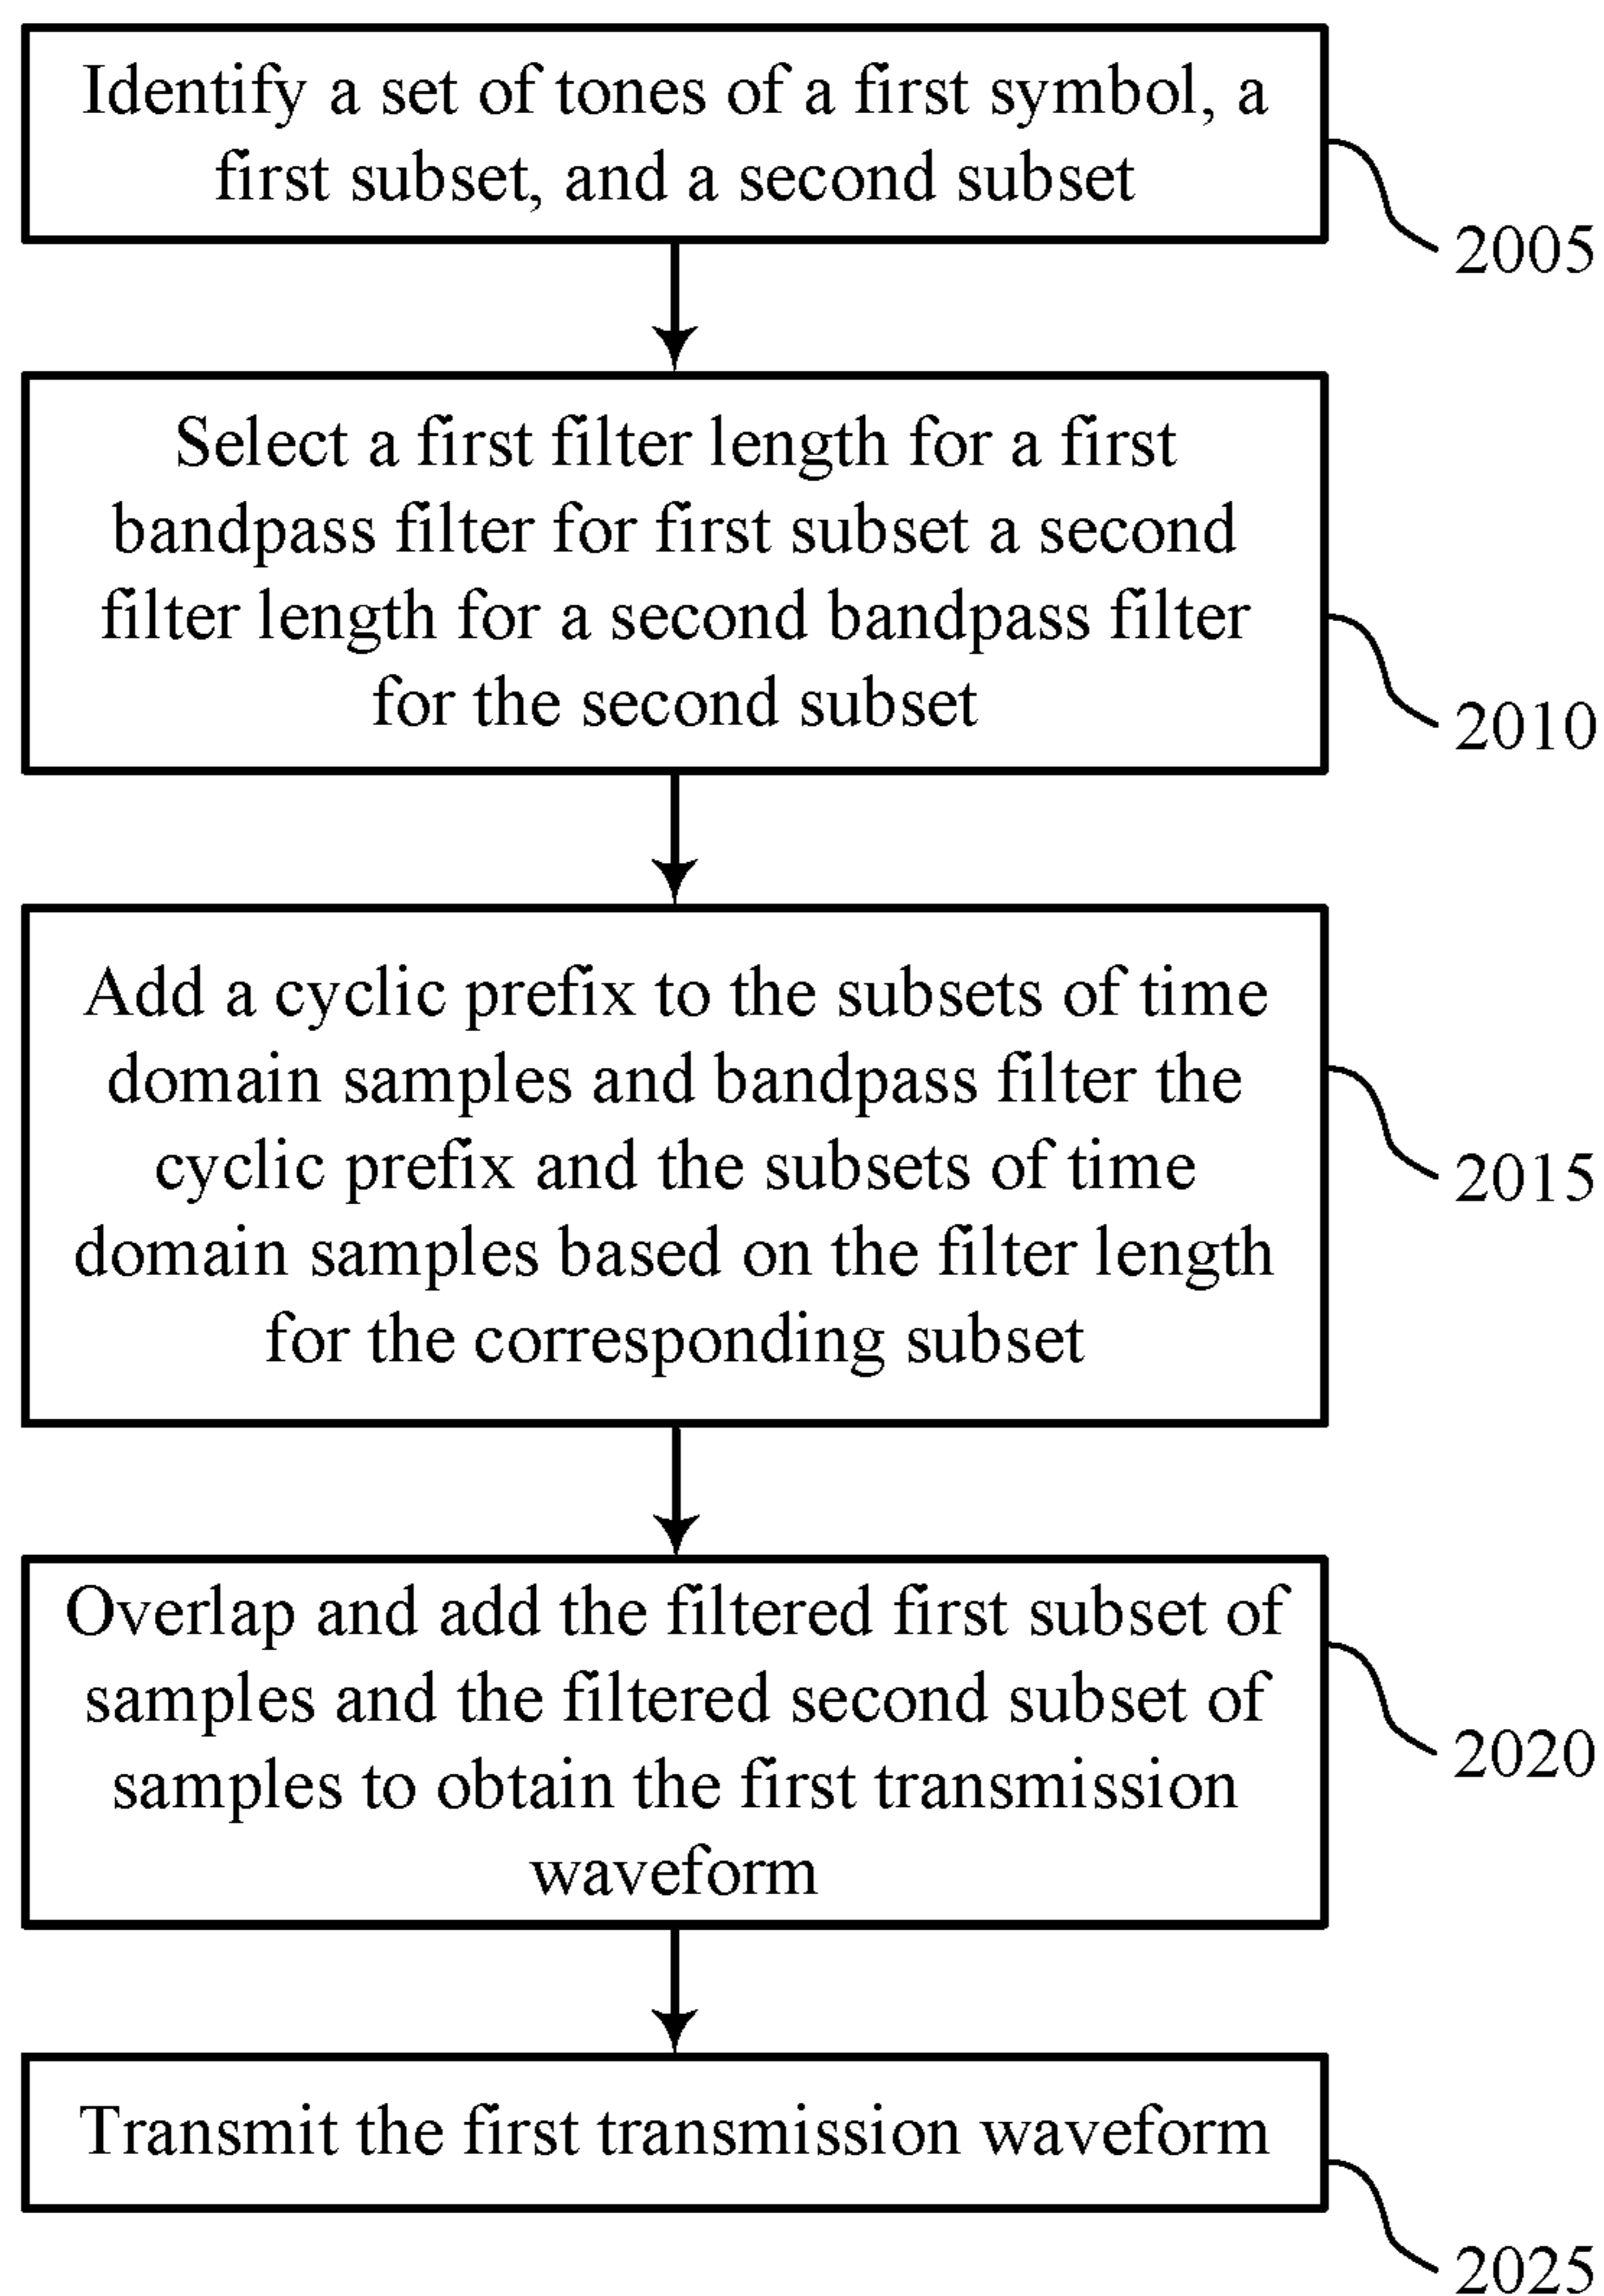 Identify a set of tones of a first symbol, a
first subset, and a second subset
2005
Select a first filter length for a first
bandpass filter for first subset a second
filter length for a second bandpass filter
for the second subset
2010
Add a cyclic prefix to the subsets of time
domain samples and bandpass filter the
cyclic prefix and the subsets of time
domain samples based on the filter length
for the corresponding subset
2015
Overlap and add the filtered first subset of
samples and the filtered second subset of
samples to obtain the first transmission
waveform
2020
Transmit the first transmission waveform
2025